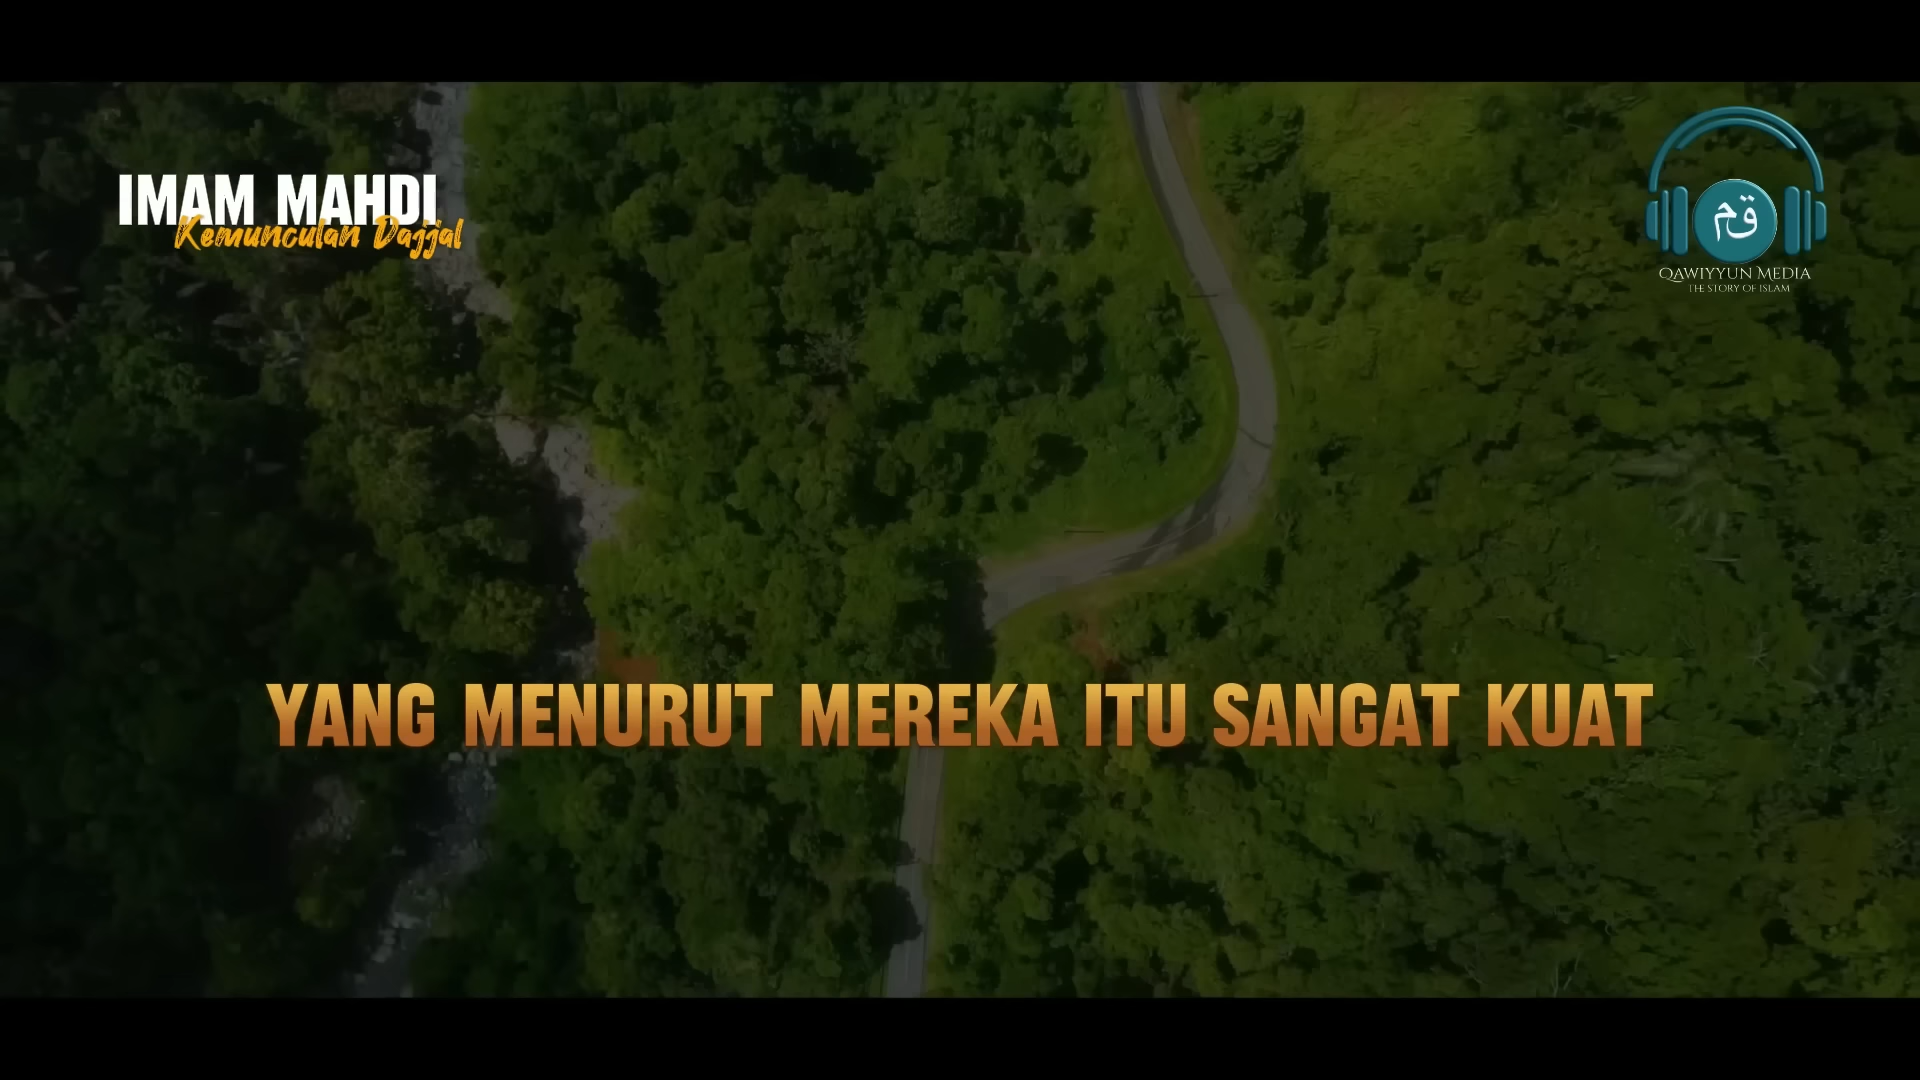 IMAM MAHDI
Kemunculan Dajjal
قم
QAWIYYUN MEDIA
THE STORY OF ISLAM
YANG MENURUT MEREKA ITU SANGAT KUAT